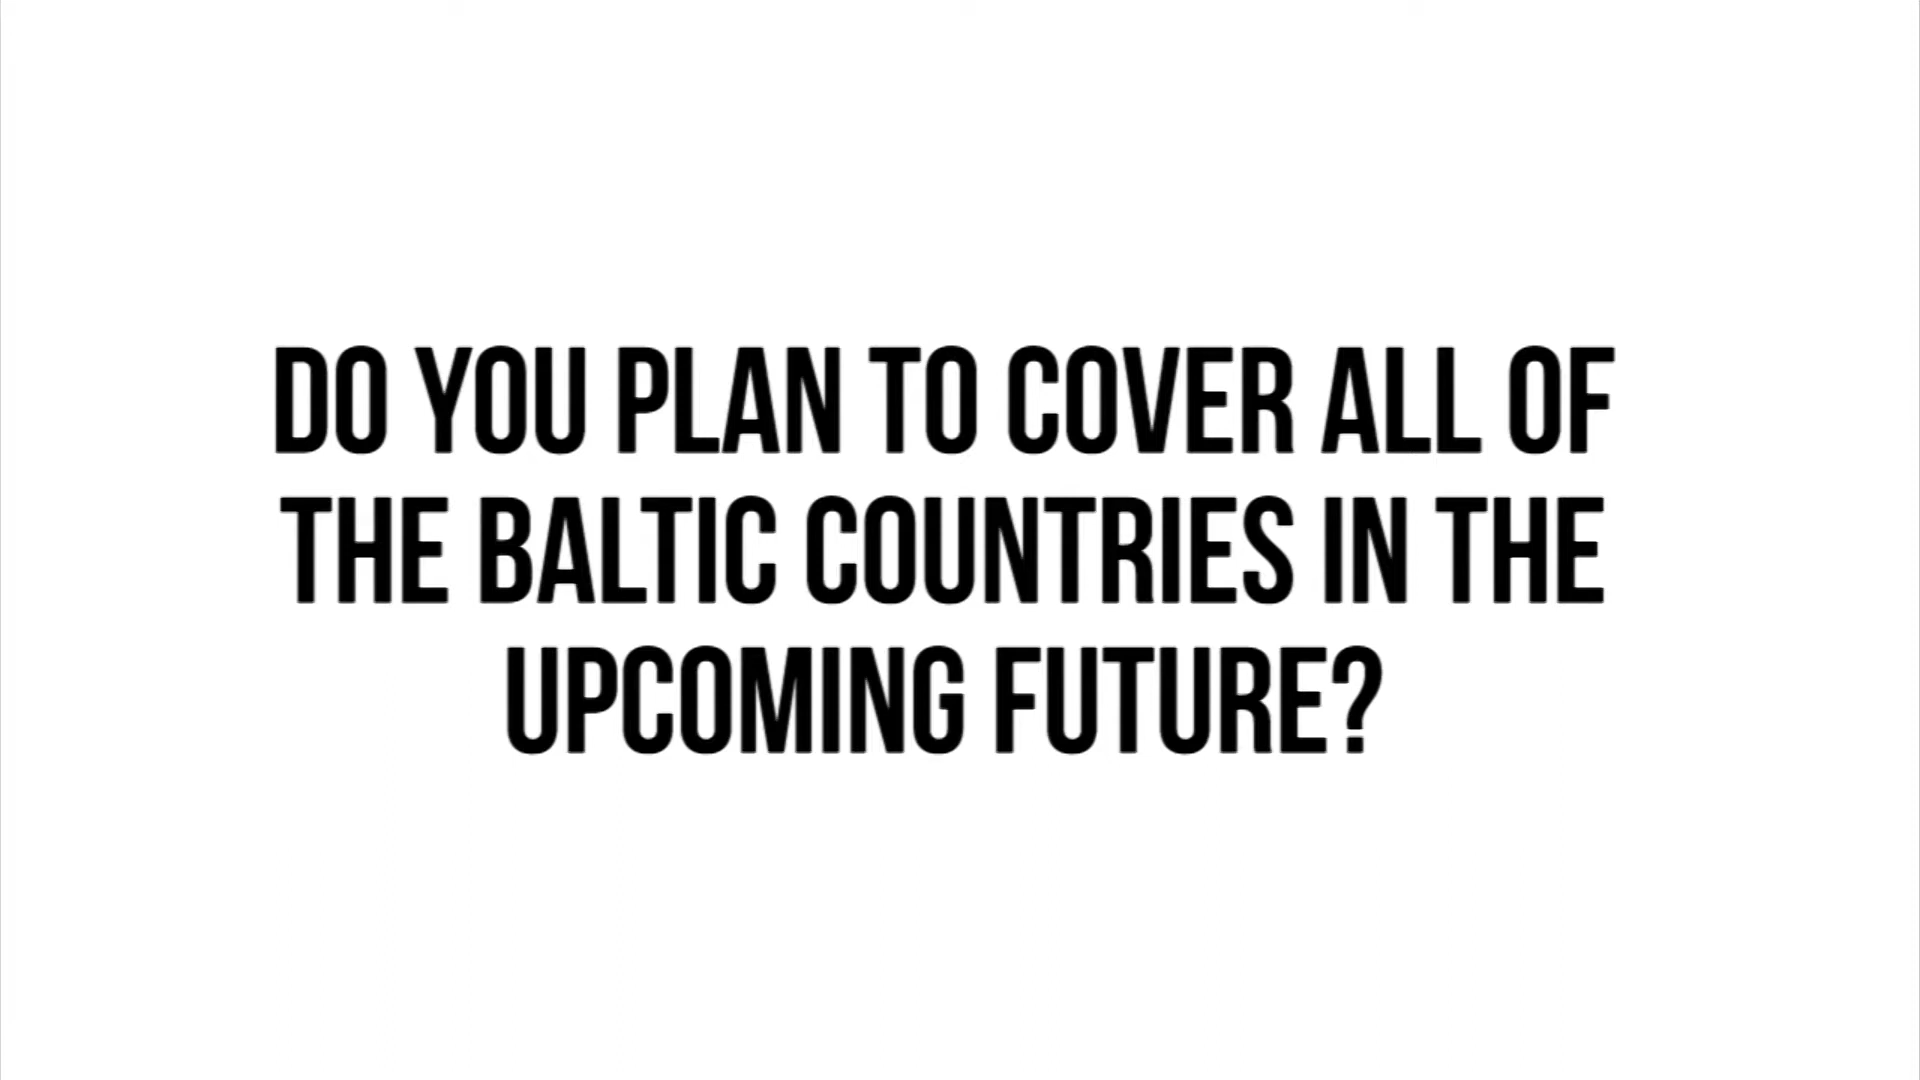 DO YOU PLAN TO COVER ALL OF
THE BALTIC COUNTRIES IN THE
UPCOMING FUTURE?